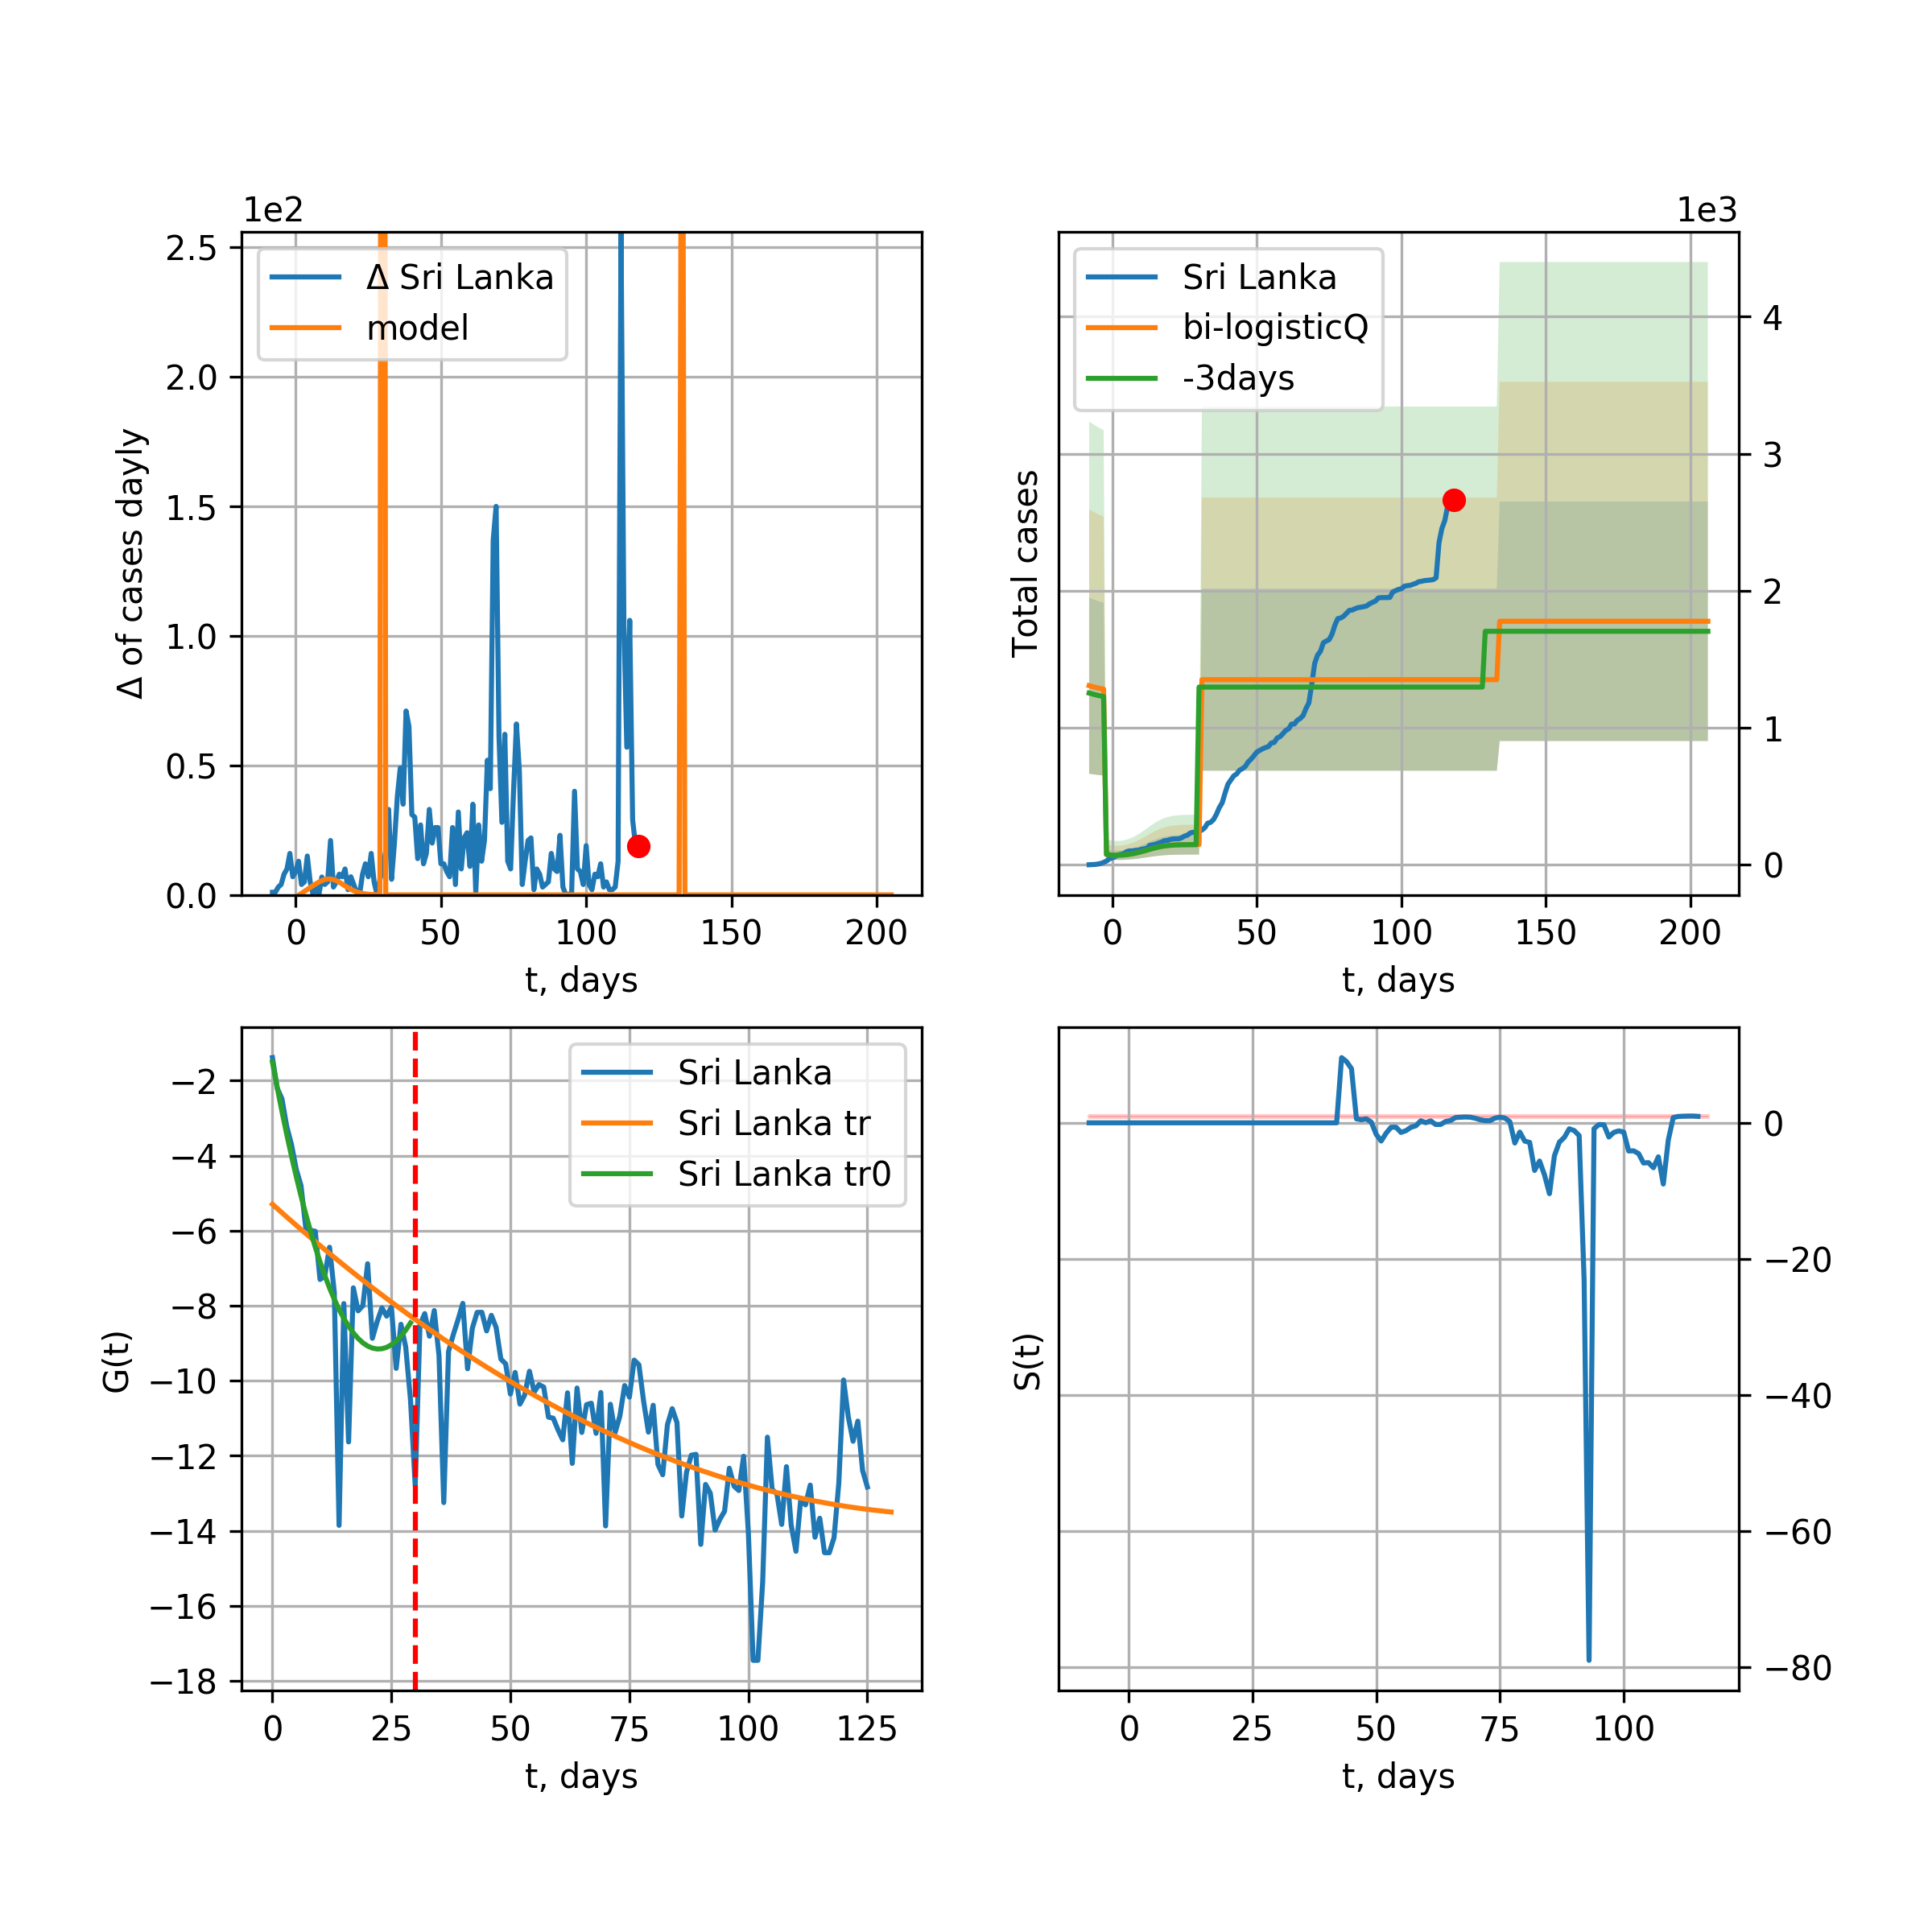 1e2
2.5
2.0
1.5
1.0
0.5
0.0
Δ of cases dayly
Δ Sri Lanka
model
0 50 100 150 200
t, days
1e3
Total cases
Sri Lanka
bi-logisticQ
-3days
4
3
2
1
0
0 50 100 150 200
t, days
G(t)
−2
−4
−6
−8
−10
−12
−14
−16
−18
Sri Lanka
Sri Lanka tr
Sri Lanka tr0
0 25 50 75 100 125
t, days
S(t)
0
−20
−40
−60
−80
0 25 50 75 100
t, days